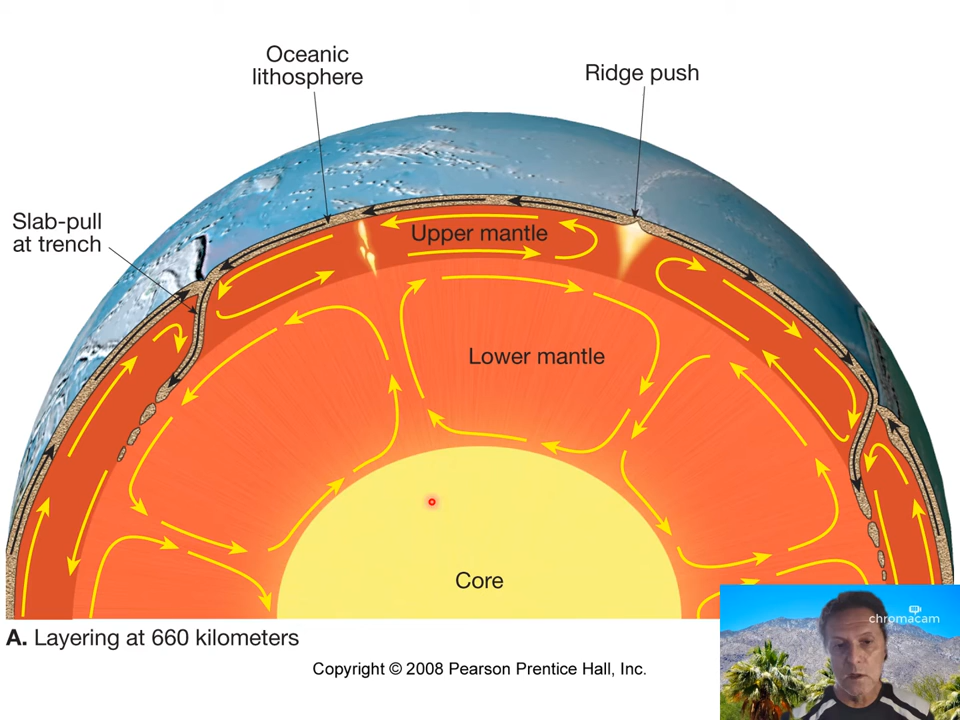 Oceanic
lithosphere
Ridge push
Slab-pull
at trench
Upper mantle
Lower mantle
Core
chromacam
A. Layering at 660 kilometers
Copyright © 2008 Pearson Prentice Hall, Inc.